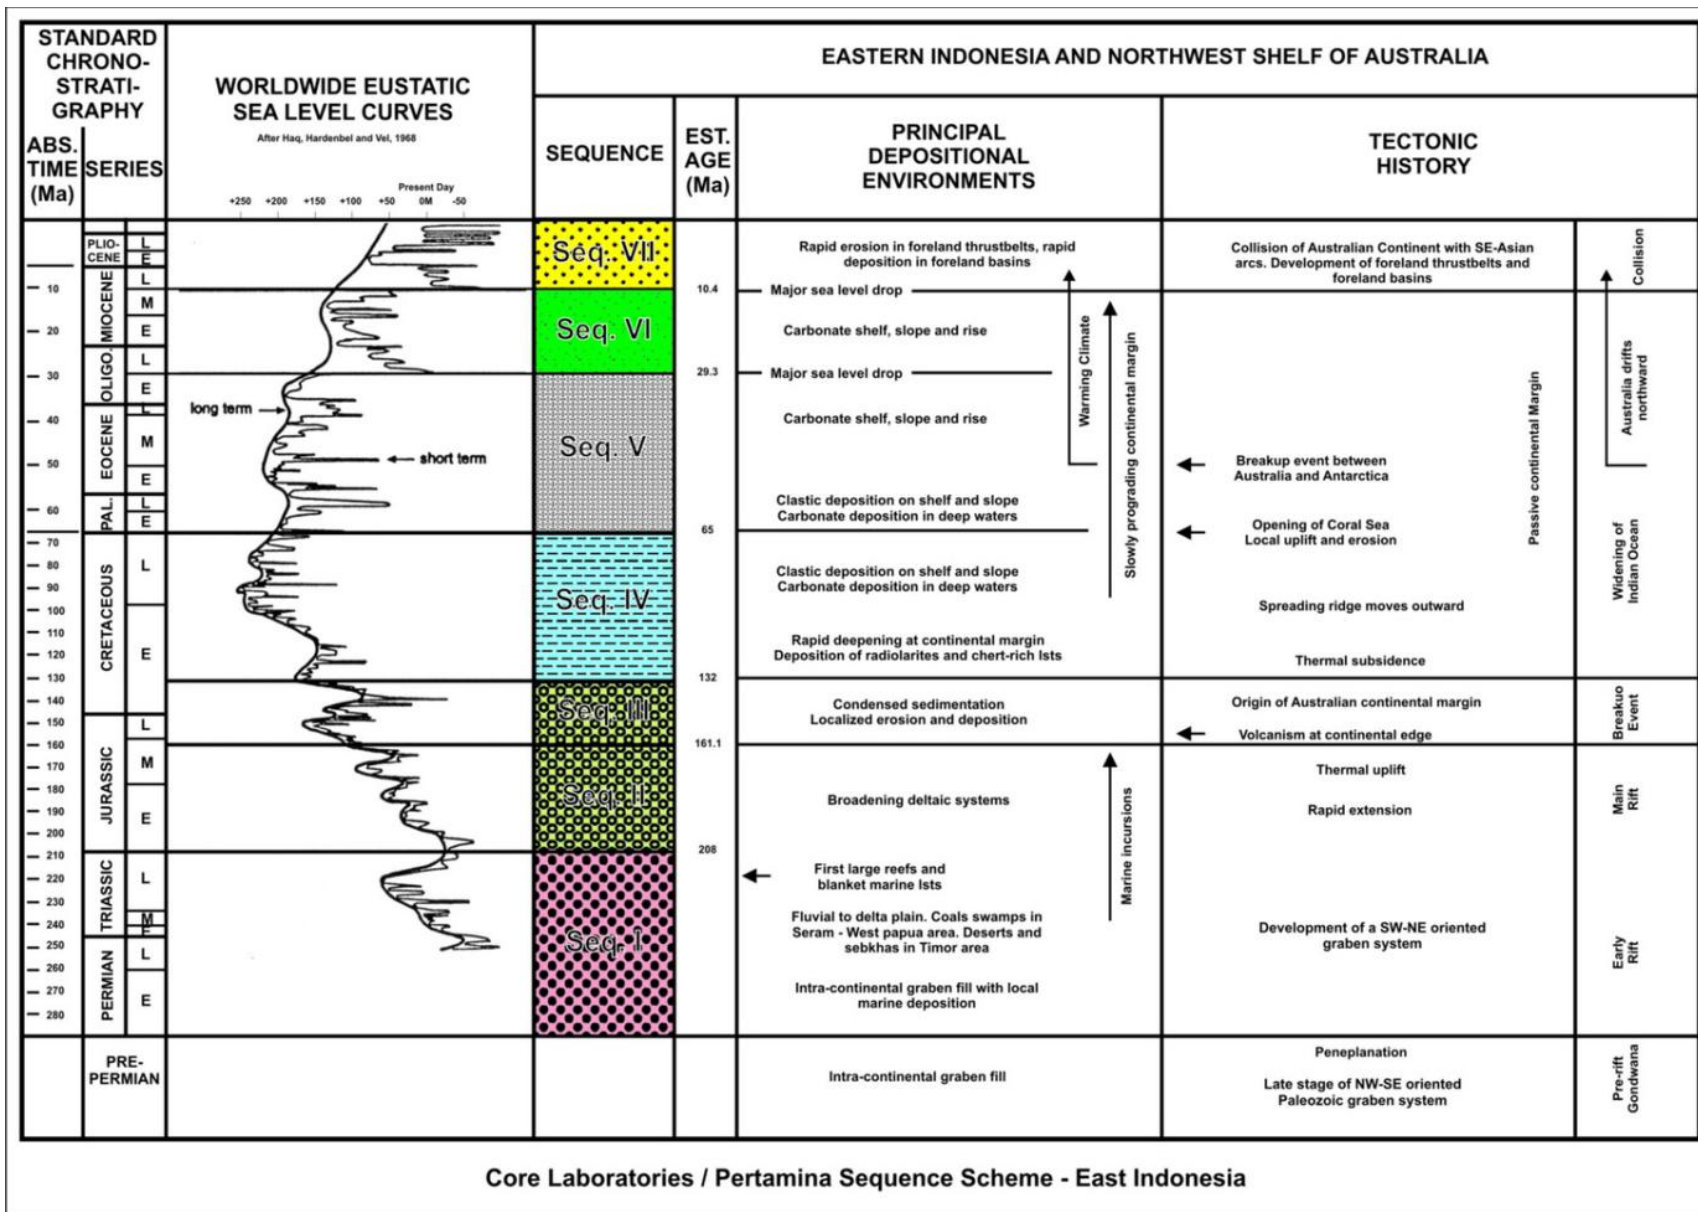 STANDARD
CHRONO-
STRATI-
GRAPHY
ABS.
TIME
(Ma)
SERIES
WORLDWIDE EUSTATIC
SEA LEVEL CURVES
After Haq, Hardenbel and Vel, 1968
Present Day
+250 +200 +150 +100 +50 0M -50
EASTERN INDONESIA AND NORTHWEST SHELF OF AUSTRALIA
SEQUENCE
EST.
AGE
(Ma)
PRINCIPAL
DEPOSITIONAL
ENVIRONMENTS
TECTONIC
HISTORY
10
20
30
40
50
60
70
80
90
100
110
120
130
140
150
160
170
180
190
200
210
220
230
240
250
260
270
280
PLIO-
CENE
L
E
MIOCENE
L
M
E
OLIGO.
L
E
EOCENE
L
M
E
PAL.
L
E
CRETACEOUS
L
E
JURASSIC
L
M
E
TRIASSIC
L
M
E
PERMIAN
L
E
PRE-
PERMIAN
long term
short term
Seq. VII
Seq. VI
Seq. V
Seq. IV
Seq. III
Seq. II
Seq. I
10.4
29.3
65
132
161.1
208
Rapid erosion in foreland thrustbelts, rapid
deposition in foreland basins
Major sea level drop
Carbonate shelf, slope and rise
Major sea level drop
Carbonate shelf, slope and rise
Clastic deposition on shelf and slope
Carbonate deposition in deep waters
Clastic deposition on shelf and slope
Carbonate deposition in deep waters
Rapid deepening at continental margin
Deposition of radiolarites and chert-rich lsts
Condensed sedimentation
Localized erosion and deposition
Broadening deltaic systems
First large reefs and
blanket marine lsts
Fluvial to delta plain. Coals swamps in
Seram - West papua area. Deserts and
sebkhas in Timor area
Intra-continental graben fill with local
marine deposition
Intra-continental graben fill
Warming Climate
Slowly prograding continental margin
Marine incursions
Collision of Australian Continent with SE-Asian
arcs. Development of foreland thrustbelts and
foreland basins
Breakup event between
Australia and Antarctica
Opening of Coral Sea
Local uplift and erosion
Spreading ridge moves outward
Thermal subsidence
Origin of Australian continental margin
Volcanism at continental edge
Thermal uplift
Rapid extension
Development of a SW-NE oriented
graben system
Peneplanation
Late stage of NW-SE oriented
Paleozoic graben system
Passive continental Margin
Collision
Australia drifts
northward
Widening of
Indian Ocean
Breakuo
Event
Main
Rift
Early
Rift
Pre-rift
Gondwana
Core Laboratories / Pertamina Sequence Scheme - East Indonesia